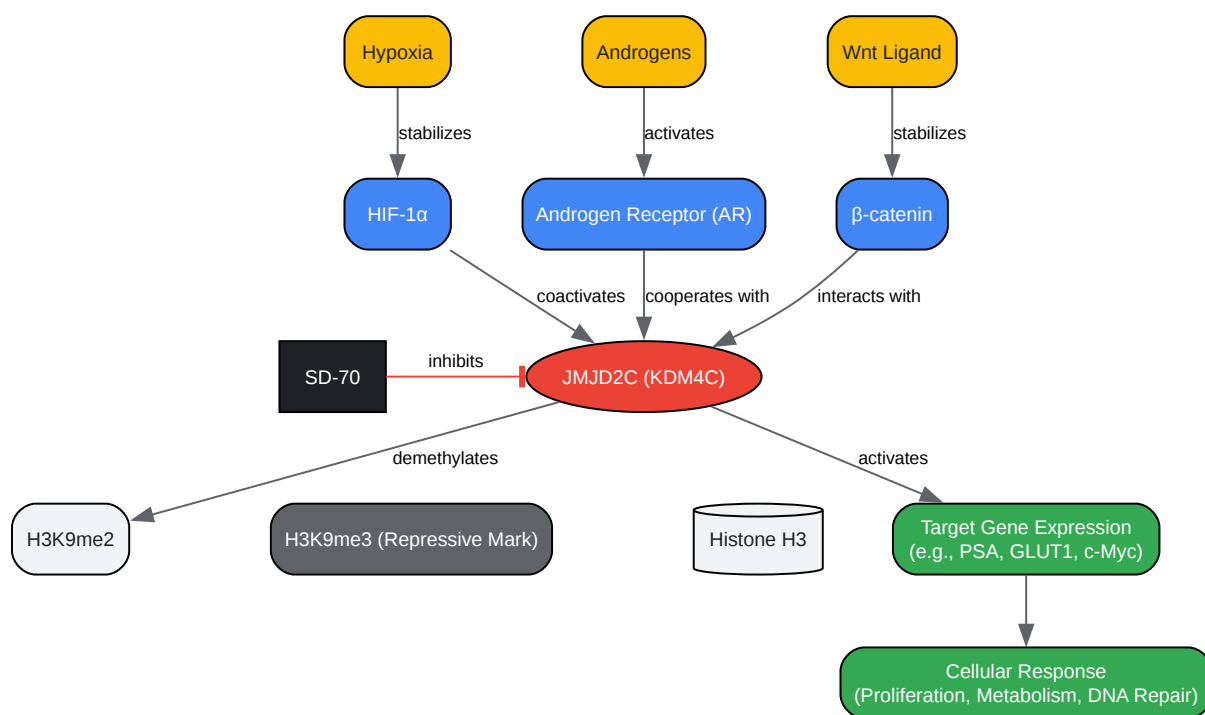 Hypoxia
Androgens
Wnt Ligand
stabilizes
activates
stabilizes
HIF-1α
Androgen Receptor (AR)
β-catenin
coactivates
cooperates with
interacts with
SD-70
inhibits
JMJD2C (KDM4C)
demethylates
activates
H3K9me2
H3K9me3 (Repressive Mark)
Histone H3
Target Gene Expression
(e.g., PSA, GLUT1, c-Myc)
Cellular Response
(Proliferation, Metabolism, DNA Repair)